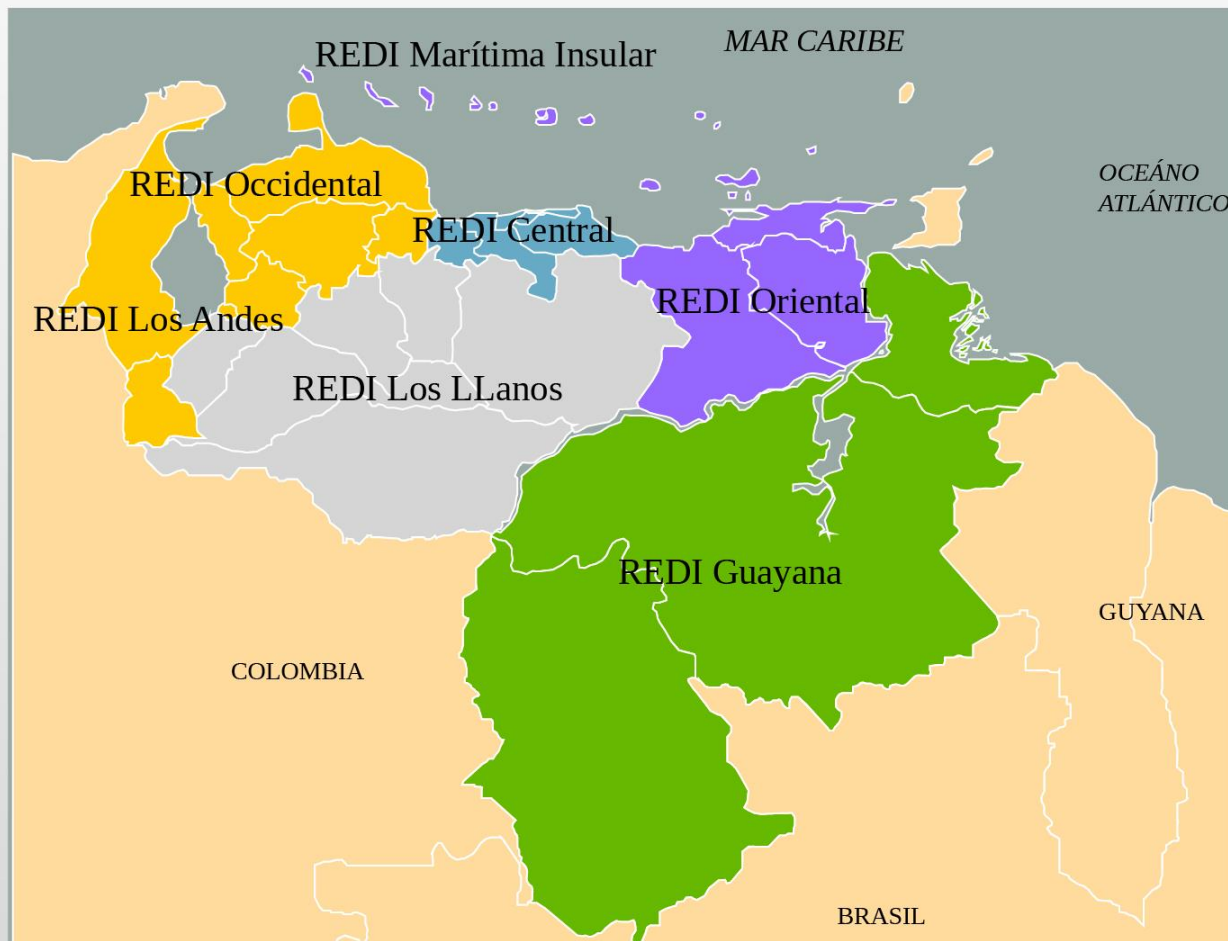 REDI Marítima Insular
MAR CARIBE
OCEÁNO
ATLÁNTICO
REDI Occidental
REDI Central
REDI Oriental
REDI Los Andes
REDI Los LLanos
REDI Guayana
GUYANA
COLOMBIA
BRASIL